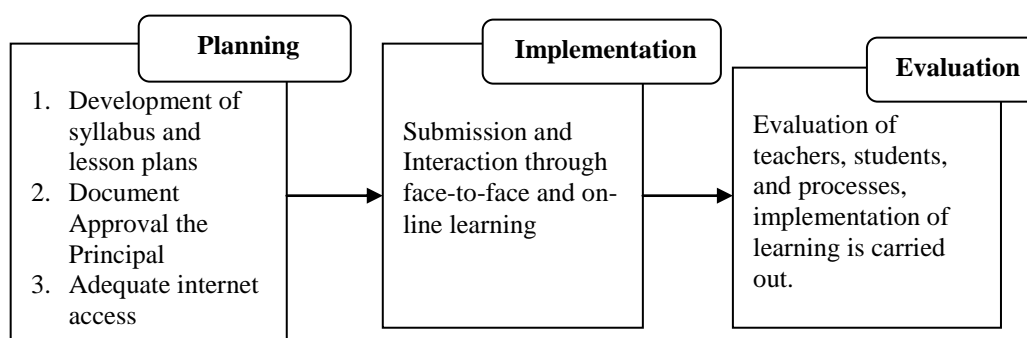 Planning
1. Development of
syllabus and
lesson plans
2. Document
Approval the
Principal
3. Adequate internet
access
Implementation
Submission and
Interaction through
face-to-face and on-
line learning
Evaluation
Evaluation of
teachers, students,
and processes,
implementation of
learning is carried
out.